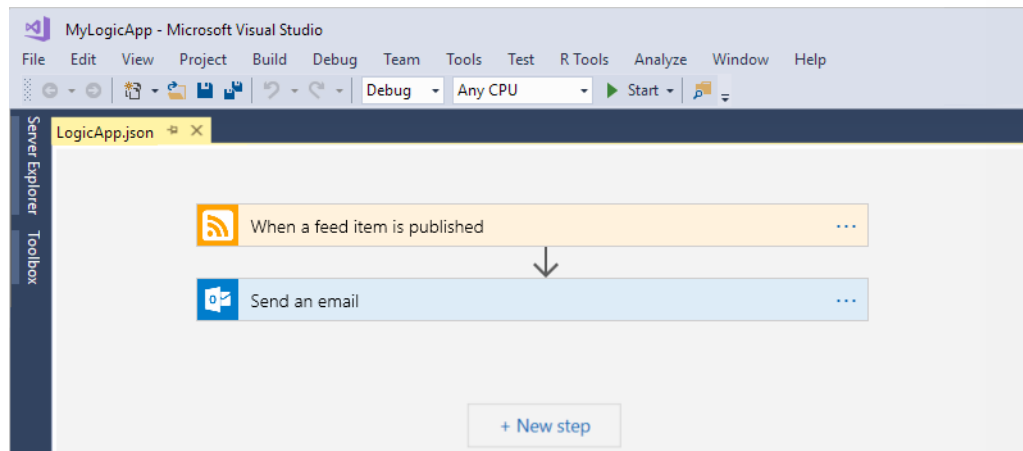 MyLogicApp - Microsoft Visual Studio
File Edit View Project Build Debug Team Tools Test R Tools Analyze Window Help
Debug Any CPU Start
Server Explorer
Toolbox
LogicApp.json
When a feed item is published ...
Send an email ...
+ New step